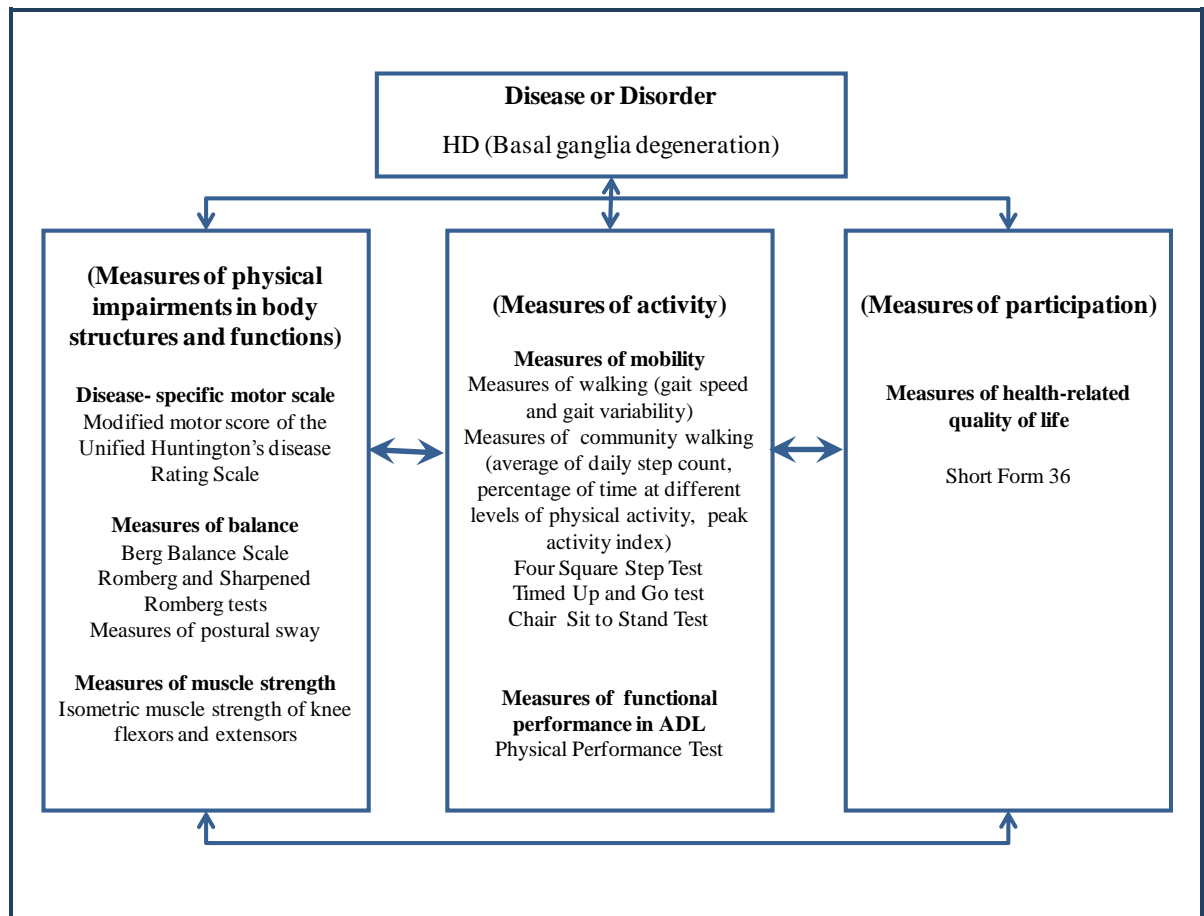 Disease or Disorder
HD (Basal ganglia degeneration)
(Measures of physical
impairments in body
structures and functions)
Disease- specific motor scale
Modified motor score of the
Unified Huntington's disease
Rating Scale
Measures of balance
Berg Balance Scale
Romberg and Sharpened
Romberg tests
Measures of postural sway
Measures of muscle strength
Isometric muscle strength of knee
flexors and extensors
(Measures of activity)
Measures of mobility
Measures of walking (gait speed
and gait variability)
Measures of community walking
(average of daily step count,
percentage of time at different
levels of physical activity, peak
activity index)
Four Square Step Test
Timed Up and Go test
Chair Sit to Stand Test
Measures of functional
performance in ADL
Physical Performance Test
(Measures of participation)
Measures of health-related
quality of life
Short Form 36